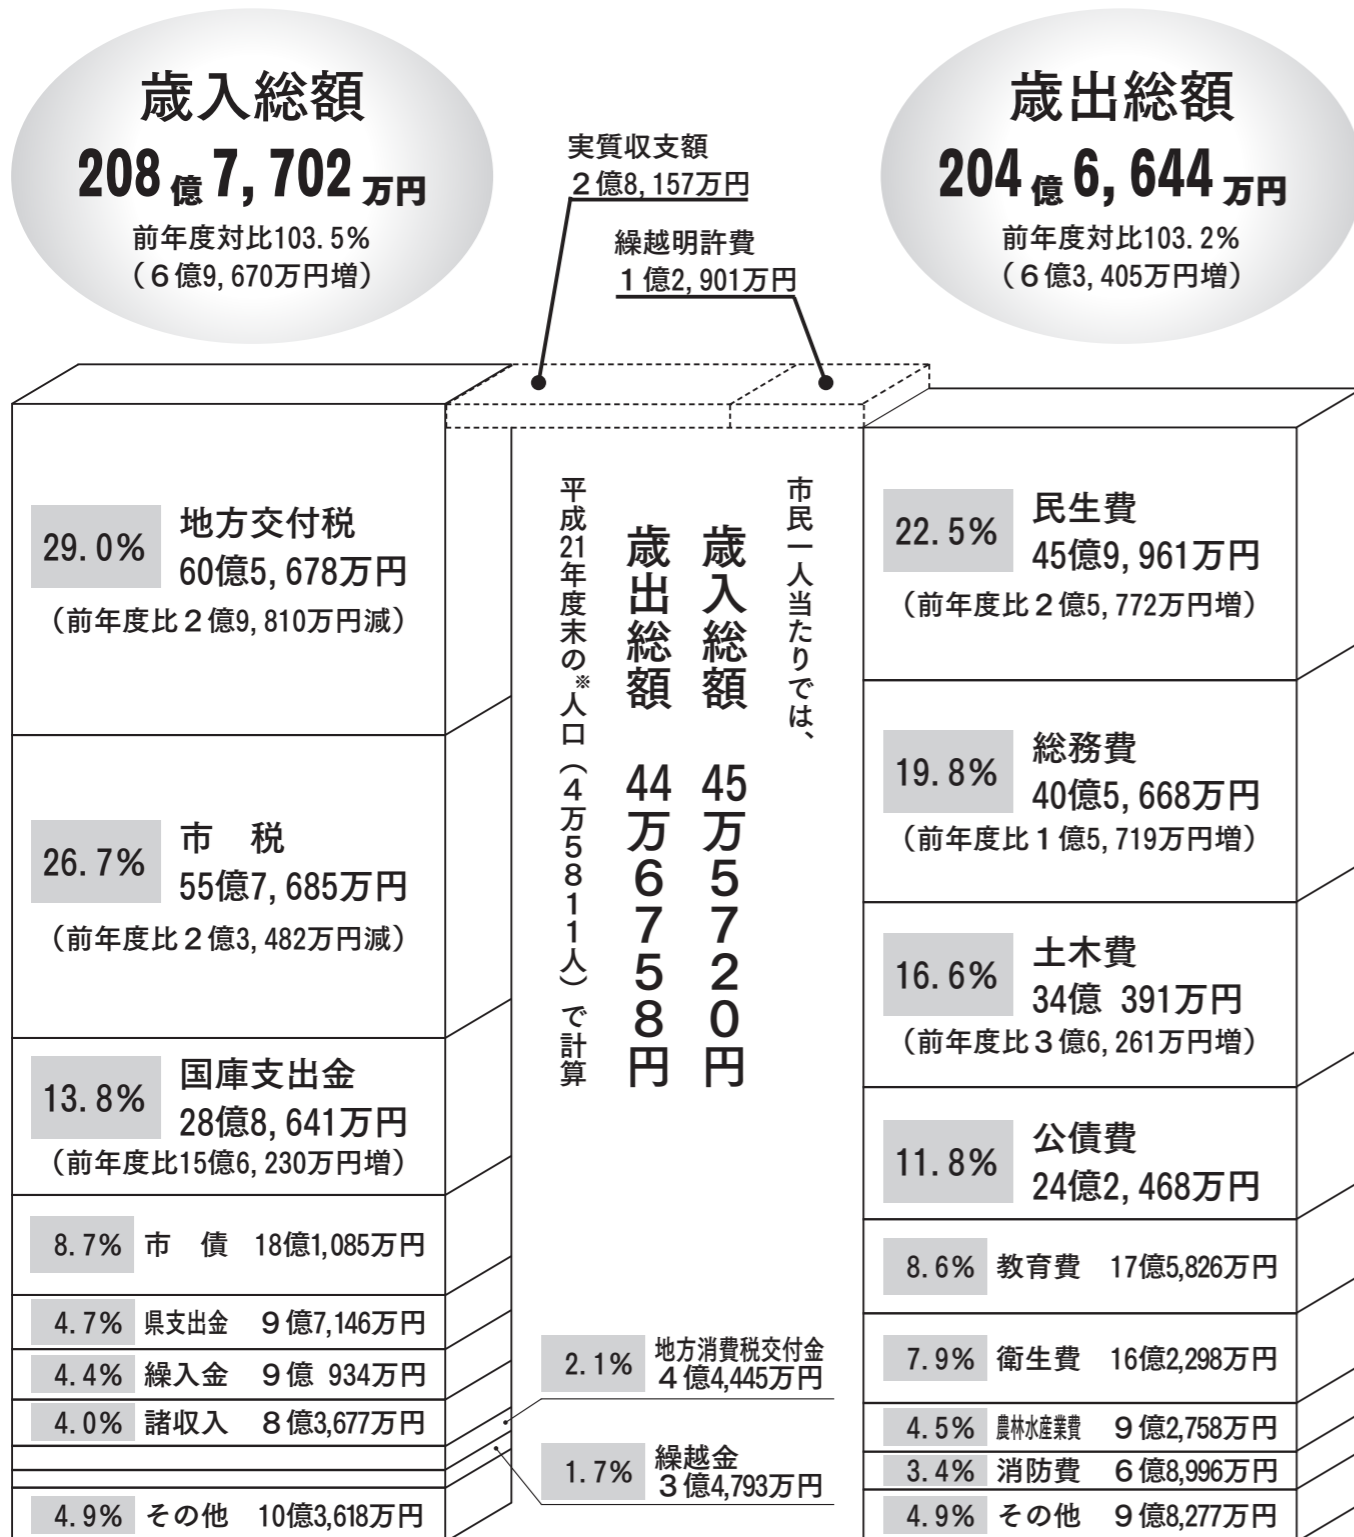 歳入総額
208億7,702万円
前年度対比103.5%
（６億9,670万円増）
実質収支額
２億8,157万円
繰越明許費
１億2,901万円
歳出総額
204億6,644万円
前年度対比103.2%
（６億3,405万円増）
29.0%
地方交付税
60億5,678万円
（前年度比２億9,810万円減）
26.7%
市　税
55億7,685万円
（前年度比２億3,482万円減）
13.8%
国庫支出金
28億8,641万円
（前年度比15億6,230万円増）
8.7% 市　債 18億1,085万円
4.7% 県支出金 ９億7,146万円
4.4% 繰入金 ９億 934万円
4.0% 諸収入 ８億3,677万円
4.9% その他 10億3,618万円
市民一人当たりでは、
歳入総額　45万５７２０円
歳出総額　44万６７５８円
平成21年度末の※人口（４万５８１１人）で計算
2.1%
地方消費税交付金
４億4,445万円
1.7%
繰越金
３億4,793万円
22.5%
民生費
45億9,961万円
（前年度比２億5,772万円増）
19.8%
総務費
40億5,668万円
（前年度比１億5,719万円増）
16.6%
土木費
34億 391万円
（前年度比３億6,261万円増）
11.8%
公債費
24億2,468万円
8.6% 教育費 17億5,826万円
7.9% 衛生費 16億2,298万円
4.5% 農林水産業費 ９億2,758万円
3.4% 消防費 ６億8,996万円
4.9% その他 ９億8,277万円